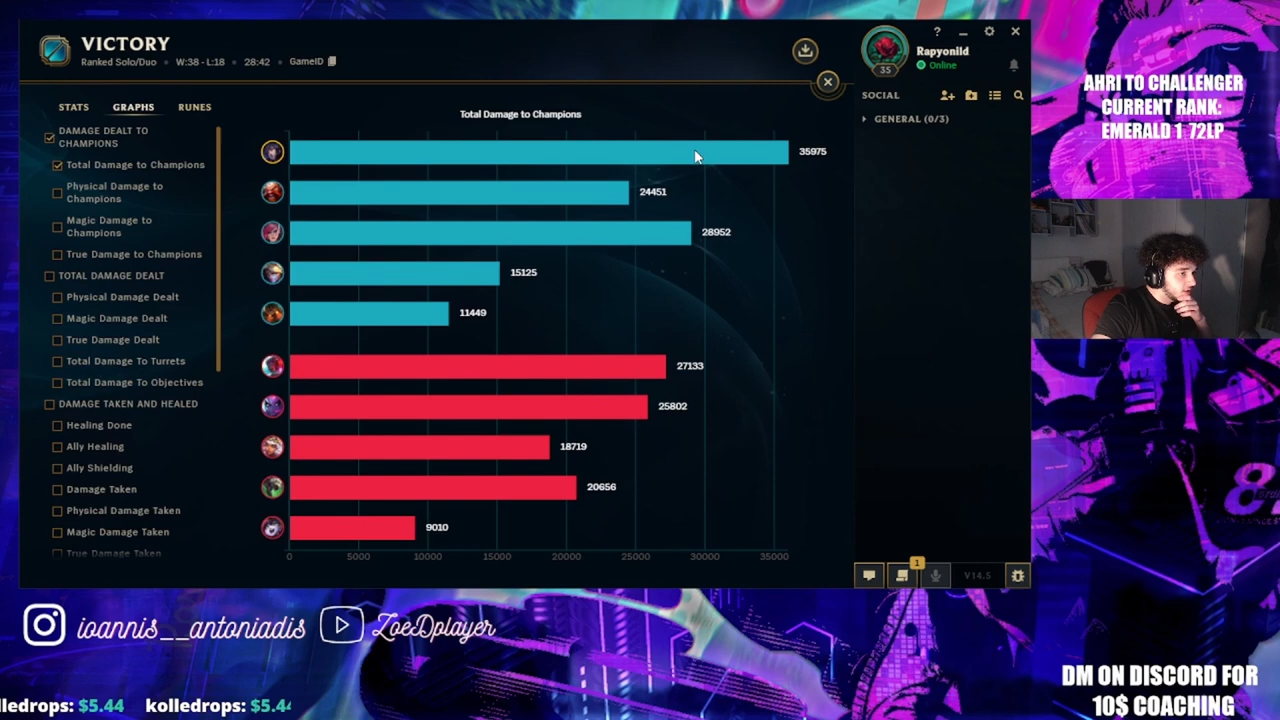 VICTORY
Ranked Solo/Duo • W:38 - L:18 • 28:42 • GameID
?
Rapyonild
Online
35
STATS GRAPHS RUNES
SOCIAL
GENERAL (0/3)
DAMAGE DEALT TO
CHAMPIONS
Total Damage to Champions
Physical Damage to
Champions
Magic Damage to
Champions
True Damage to Champions
TOTAL DAMAGE DEALT
Physical Damage Dealt
Magic Damage Dealt
True Damage Dealt
Total Damage To Turrets
Total Damage To Objectives
DAMAGE TAKEN AND HEALED
Healing Done
Ally Healing
Ally Shielding
Damage Taken
Physical Damage Taken
Magic Damage Taken
True Damage Taken
Total Damage to Champions
35975
24451
28952
15125
11449
27133
25802
18719
20656
9010
0 5000 10000 15000 20000 25000 30000 35000
1
V14.5
AHRI TO CHALLENGER
CURRENT RANK:
EMERALD 1 72LP
ioannis__antoniadis ZoeDplayer
lledrops: $5.44 kolledrops: $5.44
DM ON DISCORD FOR
10$ COACHING